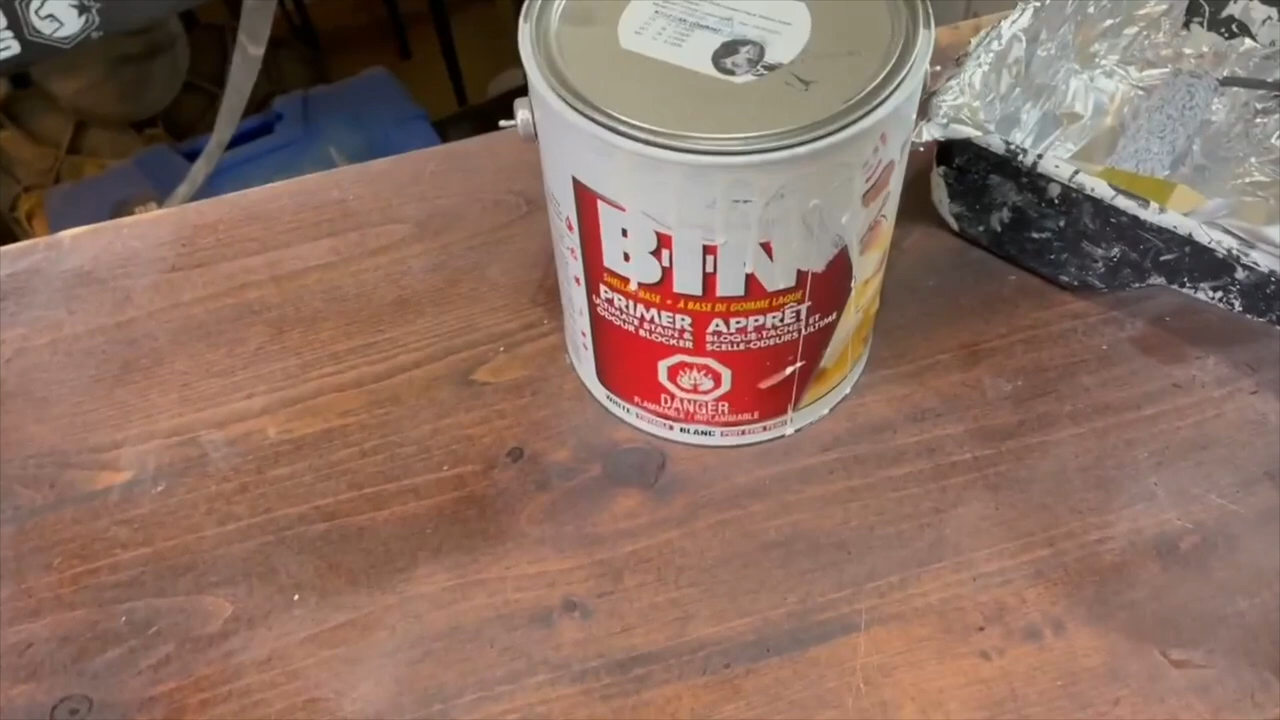 B-I-N
SHELLAC BASE • À BASE DE GOMME LAQUE
PRIMER
ULTIMATE STAIN &
ODOUR BLOCKER
APPRÊT
BLOQUE-TACHES ET
SCELLE-ODEURS ULTIME
DANGER
FLAMMABLE / INFLAMMABLE
WHITE
BLANC